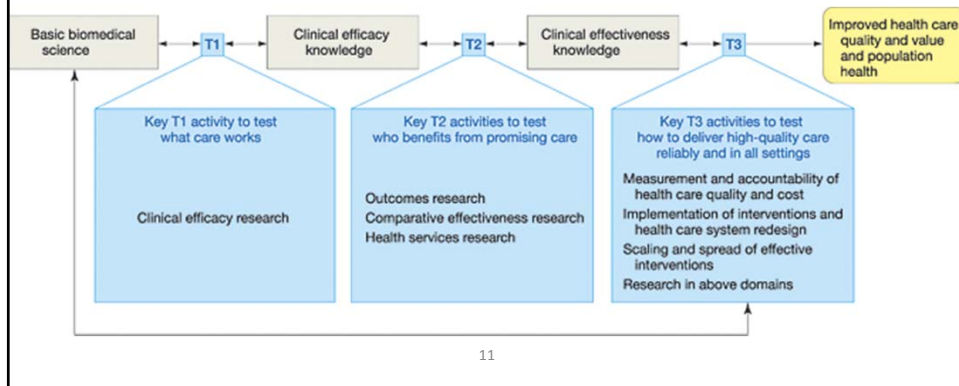 Basic biomedical
science
T1
Clinical efficacy
knowledge
T2
Clinical effectiveness
knowledge
T3
Improved health care
quality and value
and population
health
Key T1 activity to test
what care works
Clinical efficacy research
Key T2 activities to test
who benefits from promising care
Outcomes research
Comparative effectiveness research
Health services research
Key T3 activities to test
how to deliver high-quality care
reliably and in all settings
Measurement and accountability of
health care quality and cost
Implementation of interventions and
health care system redesign
Scaling and spread of effective
interventions
Research in above domains
11